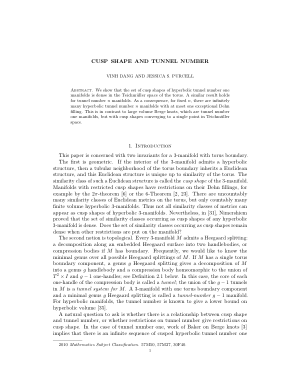 CUSP SHAPE AND TUNNEL NUMBER
VINH DANG AND JESSICA S. PURCELL
Abstract. We show that the set of cusp shapes of hyperbolic tunnel number one
manifolds is dense in the Teichmüller space of the torus. A similar result holds
for tunnel number n manifolds. As a consequence, for fixed n, there are infinitely
many hyperbolic tunnel number n manifolds with at most one exceptional Dehn
filling. This is in contrast to large volume Berge knots, which are tunnel number
one manifolds, but with cusp shapes converging to a single point in Teichmüller
space.
1. Introduction
This paper is concerned with two invariants for a 3-manifold with torus boundary.
The first is geometric. If the interior of the 3-manifold admits a hyperbolic
structure, then a tubular neighborhood of the torus boundary inherits a Euclidean
structure, and this Euclidean structure is unique up to similarity of the torus. The
similarity class of such a Euclidean structure is called the cusp shape of the 3-manifold.
Manifolds with restricted cusp shapes have restrictions on their Dehn fillings, for
example by the 2π-theorem [6] or the 6-Theorem [2, 23]. There are uncountably
many similarity classes of Euclidean metrics on the torus, but only countably many
finite volume hyperbolic 3-manifolds. Thus not all similarity classes of metrics can
appear as cusp shapes of hyperbolic 3-manifolds. Nevertheless, in [31], Nimershiem
proved that the set of similarity classes occurring as cusp shapes of any hyperbolic
3-manifold is dense. Does the set of similarity classes occurring as cusp shapes remain
dense when other restrictions are put on the manifold?
The second notion is topological. Every 3-manifold M admits a Heegaard splitting:
a decomposition along an embedded Heegaard surface into two handlebodies, or
compression bodies if M has boundary. Frequently, we would like to know the
minimal genus over all possible Heegaard splittings of M. If M has a single torus
boundary component, a genus g Heegaard splitting gives a decomposition of M
into a genus g handlebody and a compression body homeomorphic to the union of
T² × I and g − 1 one-handles, see Definition 2.1 below. In this case, the core of each
one-handle of the compression body is called a tunnel; the union of the g − 1 tunnels
in M is a tunnel system for M. A 3-manifold with one torus boundary component
and a minimal genus g Heegaard splitting is called a tunnel-number g − 1 manifold.
For hyperbolic manifolds, the tunnel number is known to give a lower bound on
hyperbolic volume [35].
A natural question to ask is whether there is a relationship between cusp shape
and tunnel number, or whether restrictions on tunnel number give restrictions on
cusp shape. In the case of tunnel number one, work of Baker on Berge knots [3]
implies that there is an infinite sequence of cusped hyperbolic tunnel number one
2010 Mathematics Subject Classification. 57M50, 57M27, 30F40
1